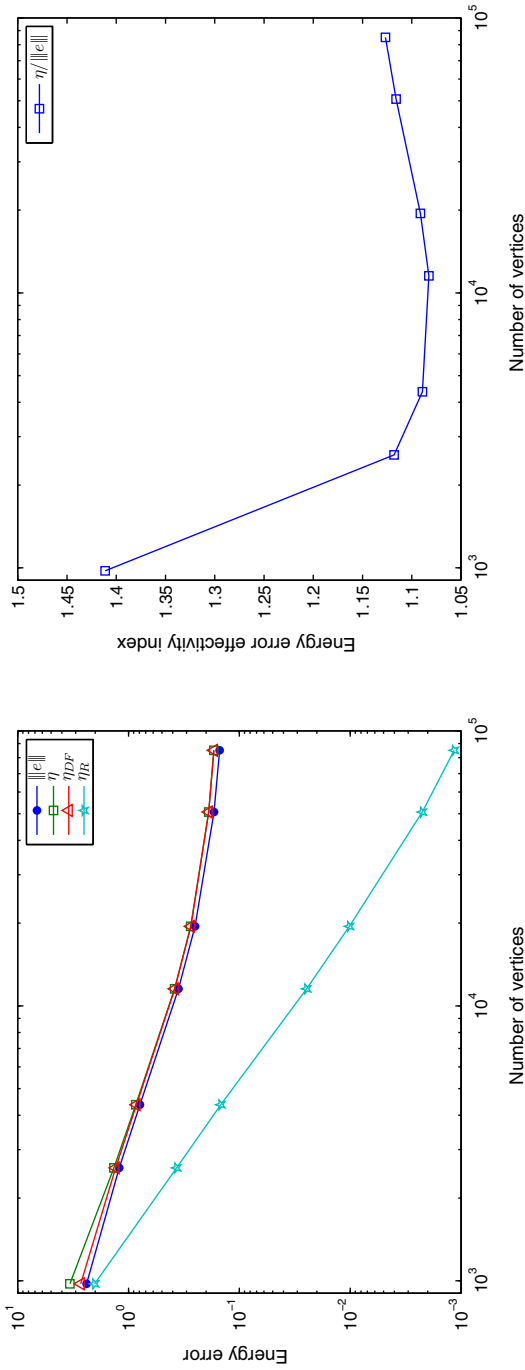 10^1
10^0
10^-1
10^-2
10^-3
Energy error
10^3
10^4
10^5
Number of vertices
|||e|||
η
η_DF
η_R
1.5
1.45
1.4
1.35
1.3
1.25
1.2
1.15
1.1
1.05
Energy error effectivity index
10^3
10^4
10^5
Number of vertices
η/|||e|||